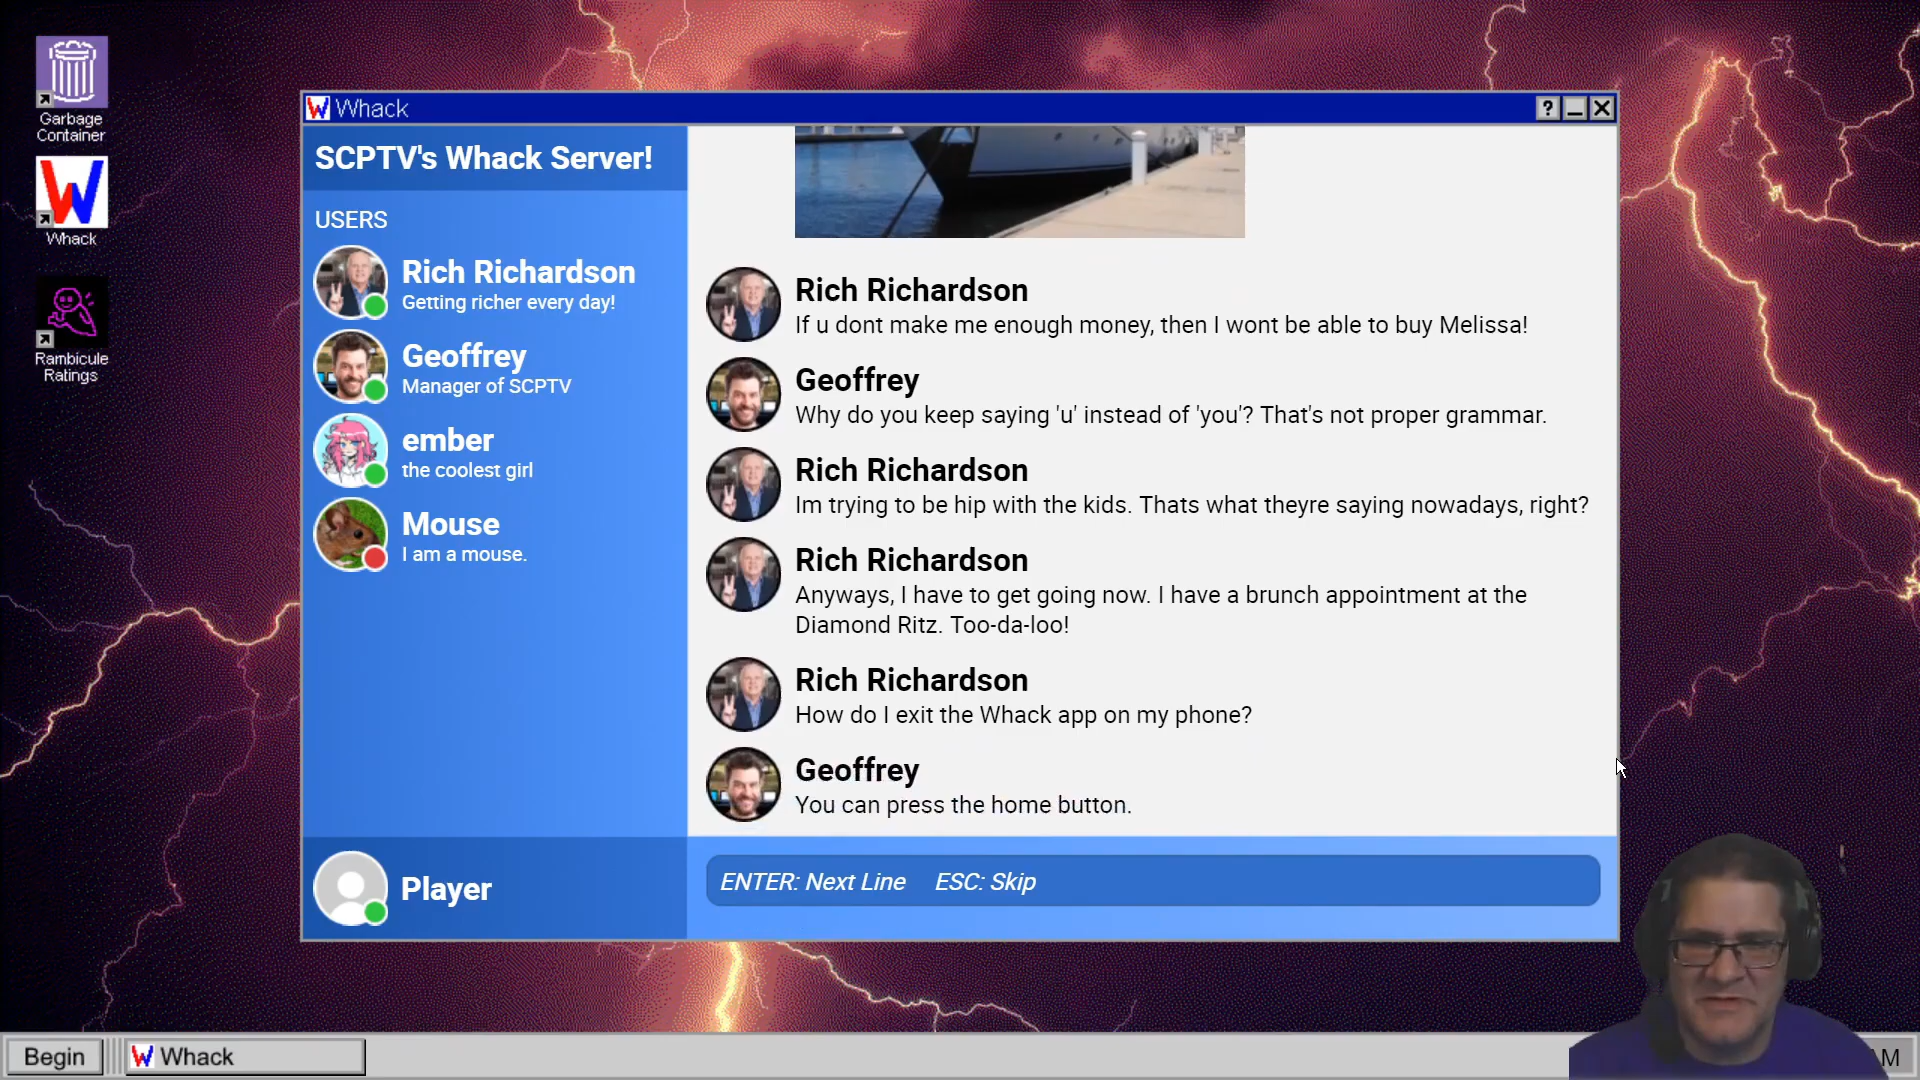 Garbage
Container
Whack
Rambicule
Ratings
W Whack
?
SCPTV's Whack Server!
USERS
Rich Richardson
Getting richer every day!
Geoffrey
Manager of SCPTV
ember
the coolest girl
Mouse
I am a mouse.
Player
Rich Richardson
If u dont make me enough money, then I wont be able to buy Melissa!
Geoffrey
Why do you keep saying 'u' instead of 'you'? That's not proper grammar.
Rich Richardson
Im trying to be hip with the kids. Thats what theyre saying nowadays, right?
Rich Richardson
Anyways, I have to get going now. I have a brunch appointment at the
Diamond Ritz. Too-da-loo!
Rich Richardson
How do I exit the Whack app on my phone?
Geoffrey
You can press the home button.
ENTER: Next Line ESC: Skip
Begin
W Whack